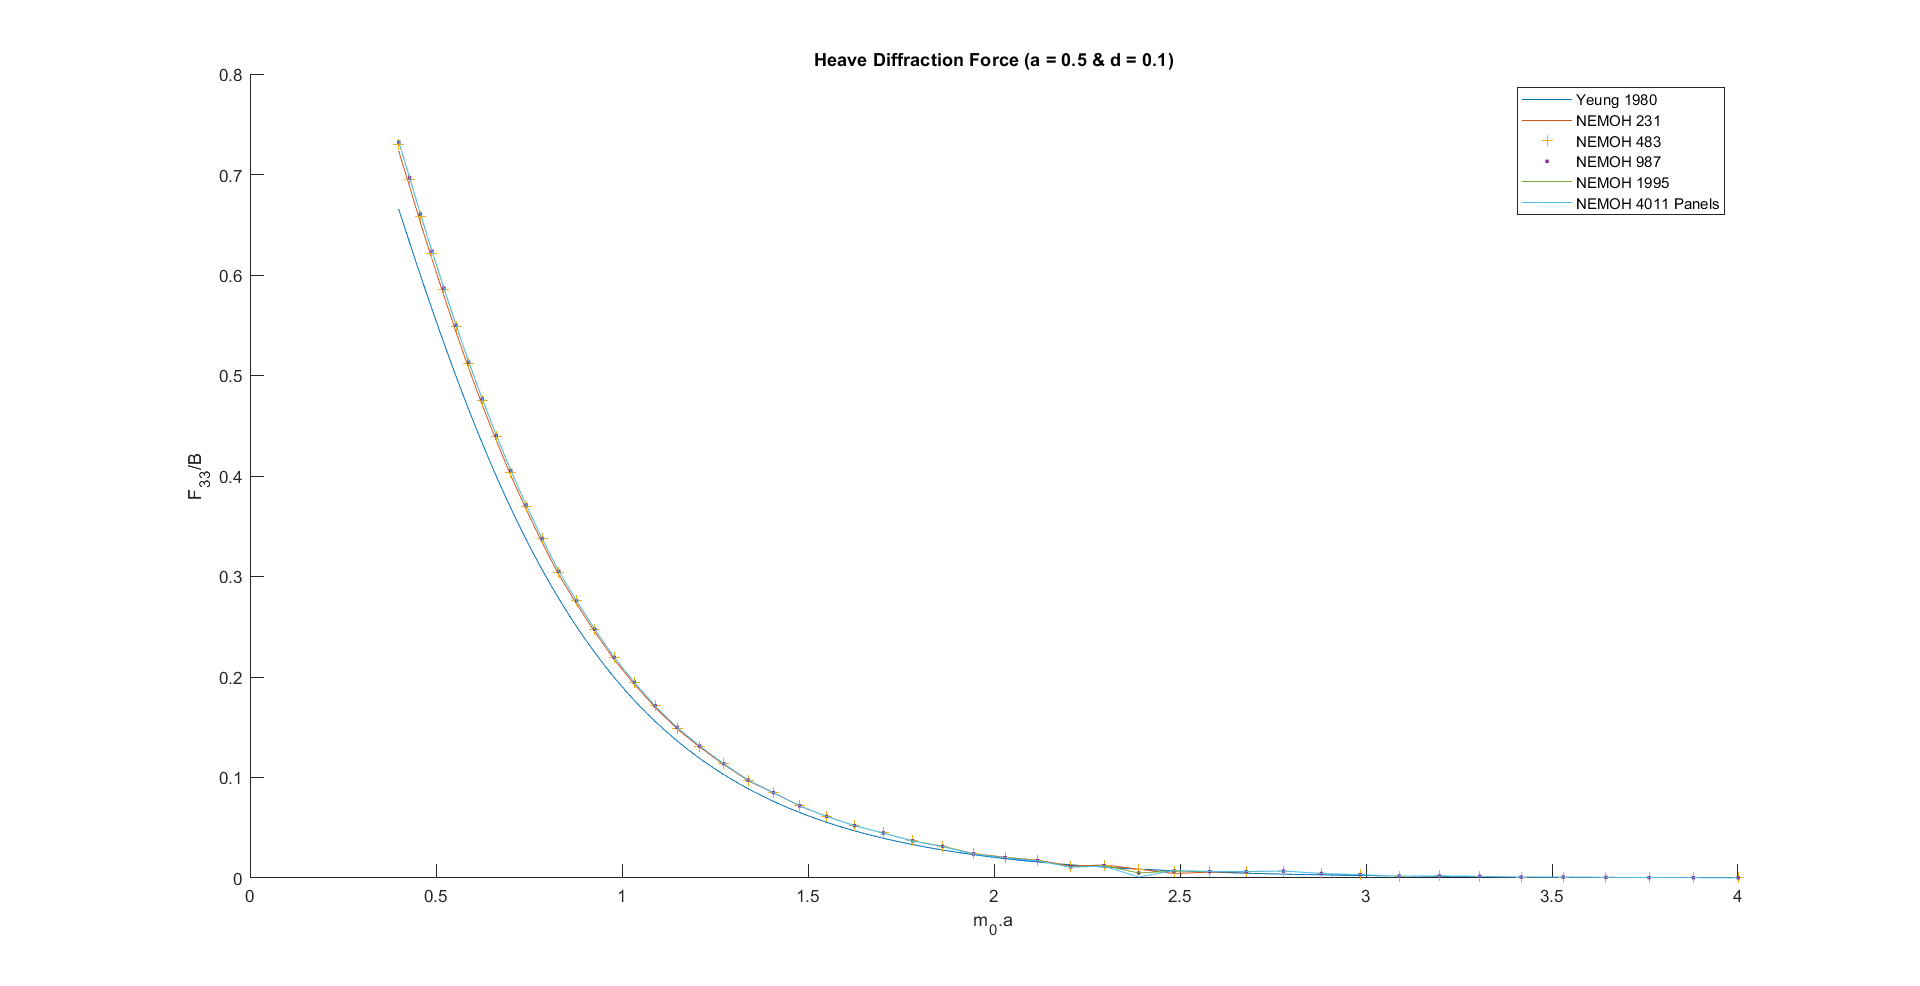 Heave Diffraction Force (a = 0.5 & d = 0.1)
0.8
0.7
0.6
0.5
0.4
0.3
0.2
0.1
0
F33/B
Yeung 1980
NEMOH 231
NEMOH 483
NEMOH 987
NEMOH 1995
NEMOH 4011 Panels
0 0.5 1 1.5 2 2.5 3 3.5 4
m0.a